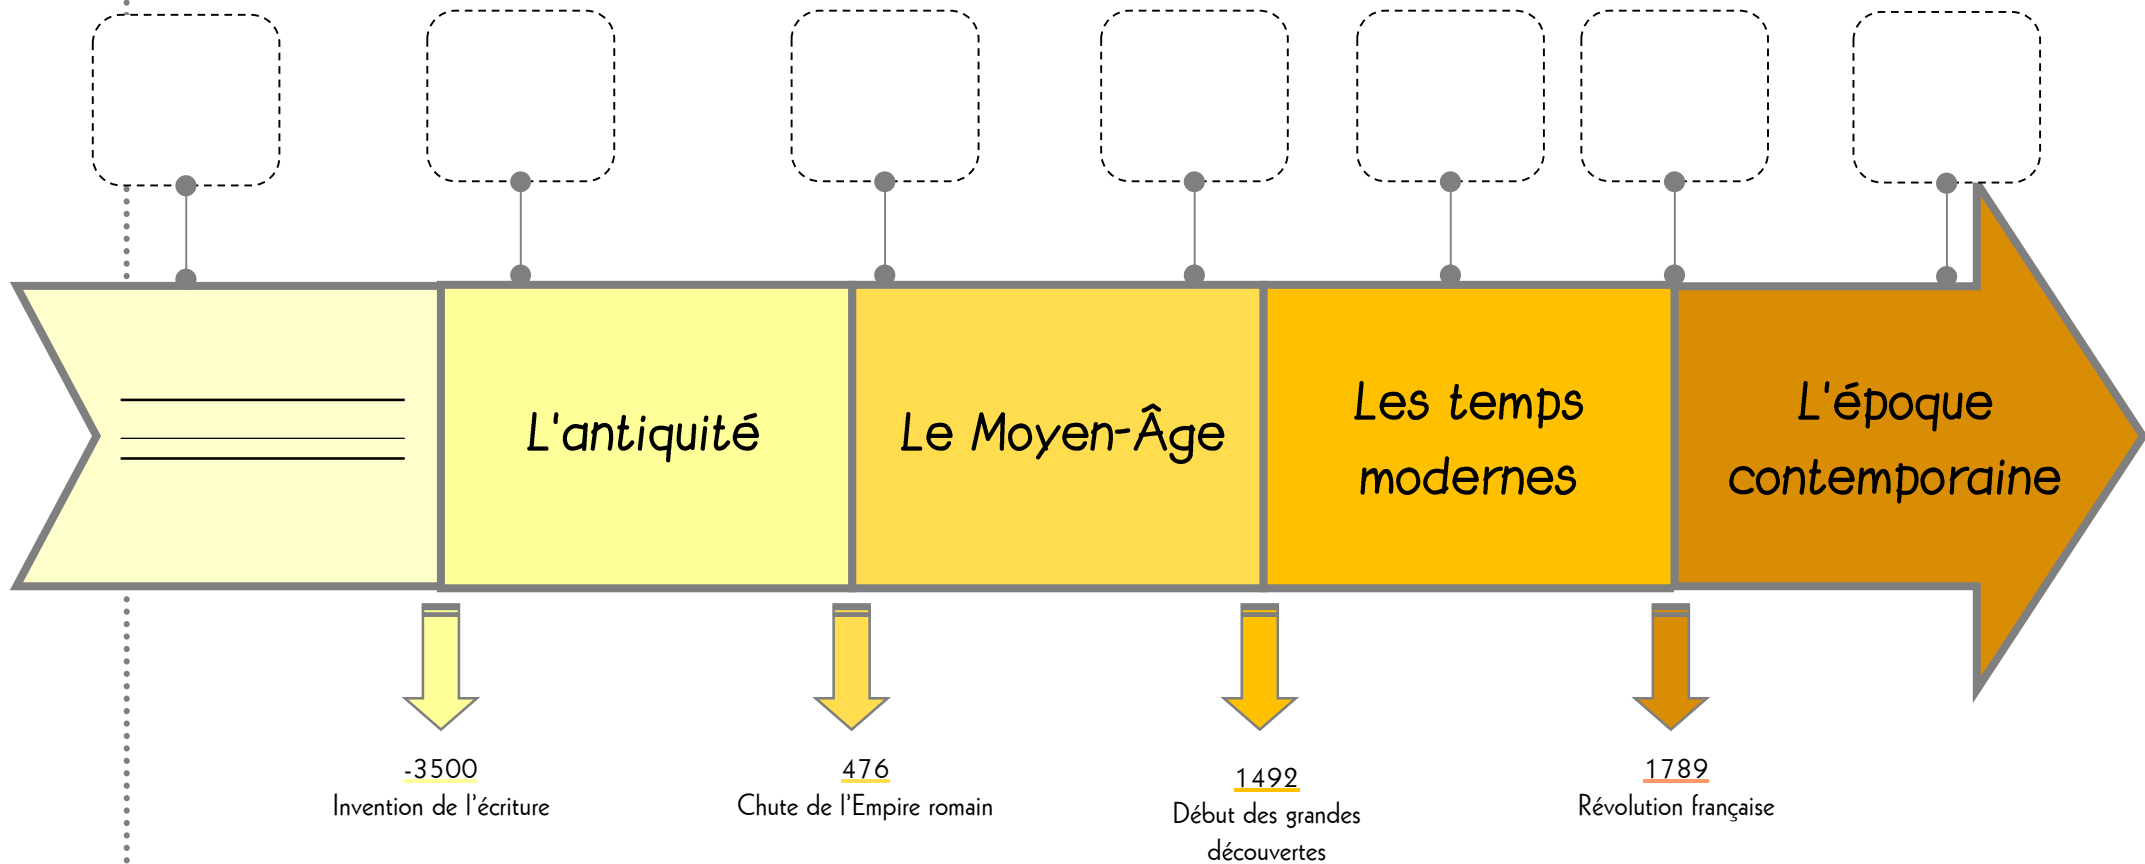 L'antiquité
Le Moyen-Âge
Les temps
modernes
L'époque
contemporaine
-3500
Invention de l'écriture
476
Chute de l'Empire romain
1492
Début des grandes
découvertes
1789
Révolution française